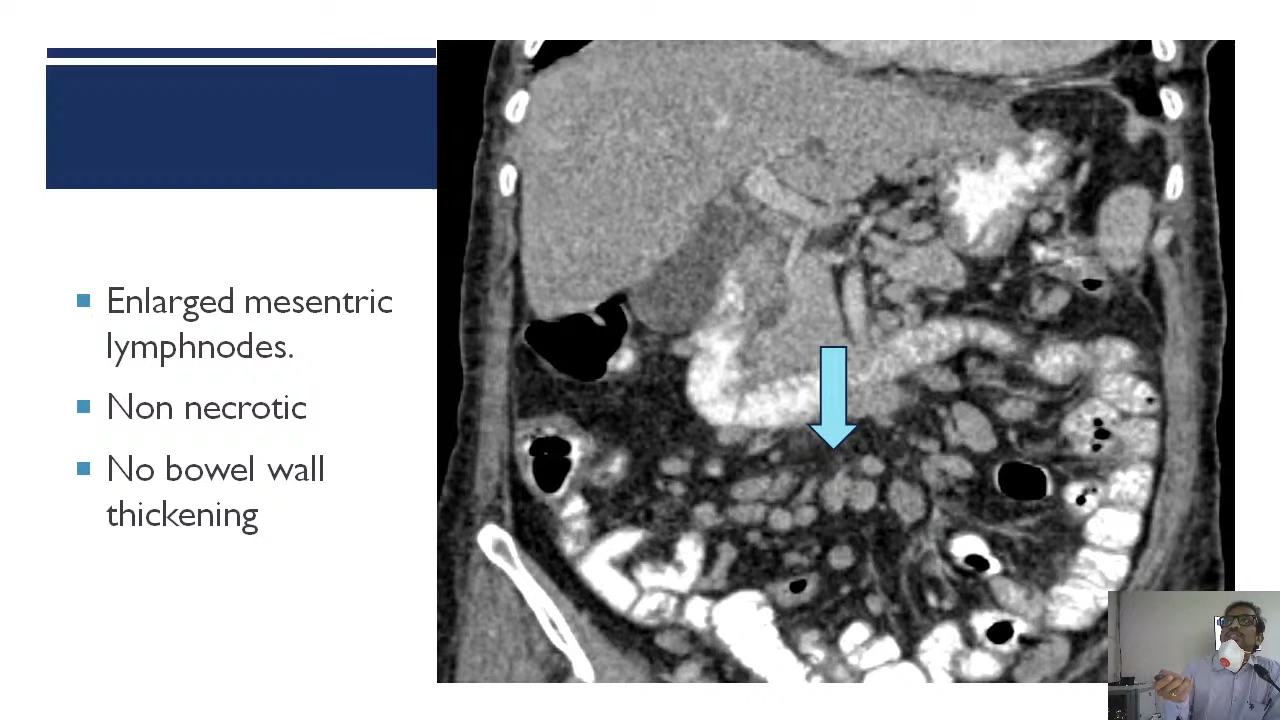 Enlarged mesentric
lymphnodes.
Non necrotic
No bowel wall
thickening